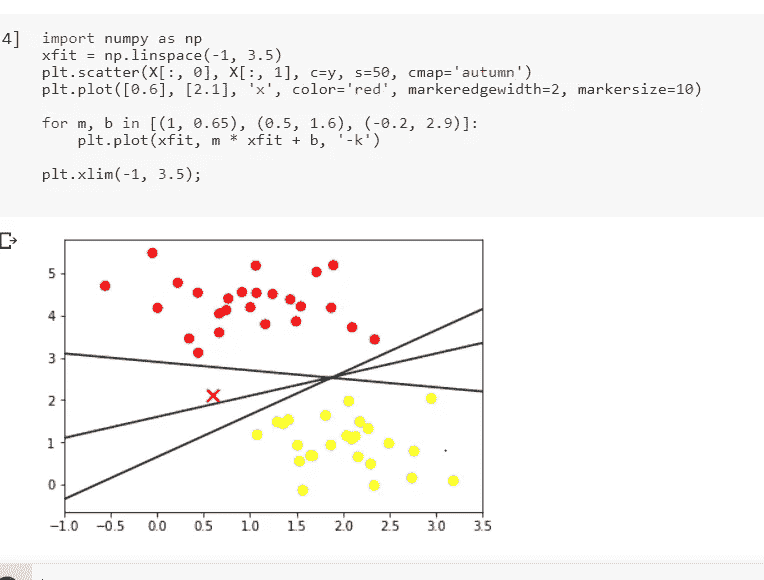 4] import numpy as np
xfit = np.linspace(-1, 3.5)
plt.scatter(X[:, 0], X[:, 1], c=y, s=50, cmap='autumn')
plt.plot([0.6], [2.1], 'x', color='red', markeredgewidth=2, markersize=10)
for m, b in [(1, 0.65), (0.5, 1.6), (-0.2, 2.9)]:
plt.plot(xfit, m * xfit + b, '-k')
plt.xlim(-1, 3.5);
5
4
3
2
1
0
−1.0 −0.5 0.0 0.5 1.0 1.5 2.0 2.5 3.0 3.5